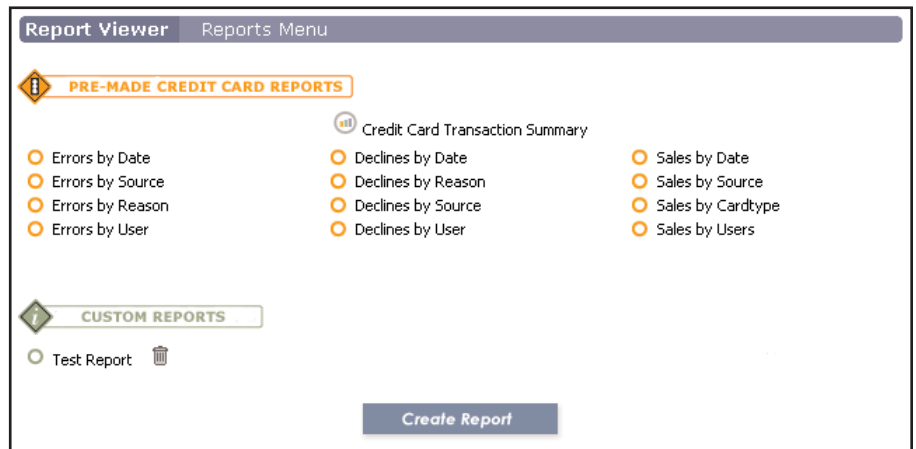 Report Viewer Reports Menu
PRE-MADE CREDIT CARD REPORTS
Credit Card Transaction Summary
Errors by Date Declines by Date Sales by Date
Errors by Source Declines by Reason Sales by Source
Errors by Reason Declines by Source Sales by Cardtype
Errors by User Declines by User Sales by Users
i CUSTOM REPORTS
Test Report
Create Report